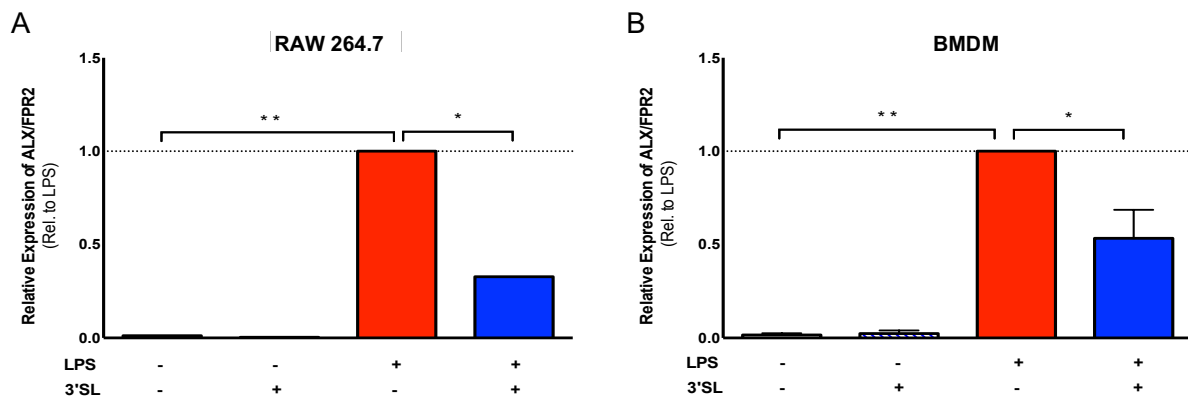 A
RAW 264.7
Relative Expression of ALX/FPR2
(Rel. to LPS)
1.5
1.0
0.5
0.0
* *
*
LPS - - + +
3'SL - + - +
B
BMDM
Relative Expression of ALX/FPR2
(Rel. to LPS)
1.5
1.0
0.5
0.0
* *
*
LPS - - + +
3'SL - + - +